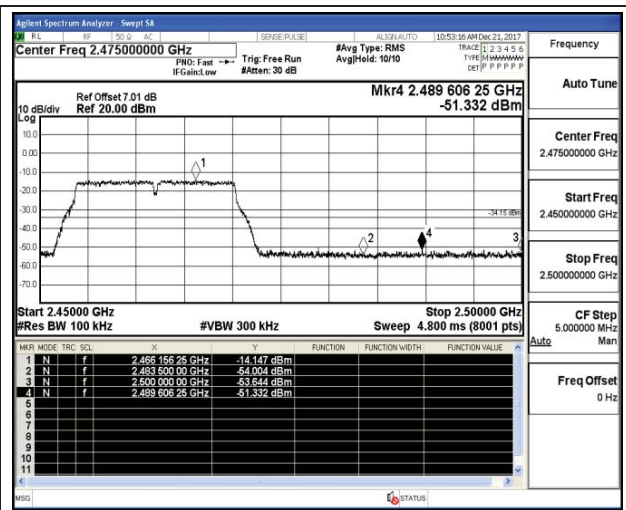 Agilent Spectrum Analyzer - Swept SA
RL RF 50 Ω AC SENSE:PULSE ALIGN AUTO 10:53:16 AM Dec 21, 2017
Center Freq 2.475000000 GHz
PNO: Fast
IFGain:Low
Trig: Free Run
#Atten: 30 dB
#Avg Type: RMS
Avg|Hold: 10/10
TRACE 1 2 3 4 5 6
TYPE
DET P P P P P P
Frequency
Auto Tune
Center Freq
2.475000000 GHz
Start Freq
2.450000000 GHz
Stop Freq
2.500000000 GHz
CF Step
5.000000 MHz
Auto Man
Freq Offset
0 Hz
Mkr4 2.489 606 25 GHz
-51.332 dBm
Ref Offset 7.01 dB
10 dB/div Ref 20.00 dBm
Log
10.0
0.00
-10.0
-20.0
-30.0
-40.0
-50.0
-60.0
-70.0
1
2
4
3
-34.15 dBm
Start 2.45000 GHz Stop 2.50000 GHz
#Res BW 100 kHz #VBW 300 kHz Sweep 4.800 ms (8001 pts)
MKR MODE TRC SCL X Y FUNCTION FUNCTION WIDTH FUNCTION VALUE
1 N f 2.466 156 25 GHz -14.147 dBm
2 N f 2.483 500 00 GHz -54.004 dBm
3 N f 2.500 000 00 GHz -53.644 dBm
4 N f 2.489 606 25 GHz -51.332 dBm
5
6
7
8
9
10
11
MSG STATUS